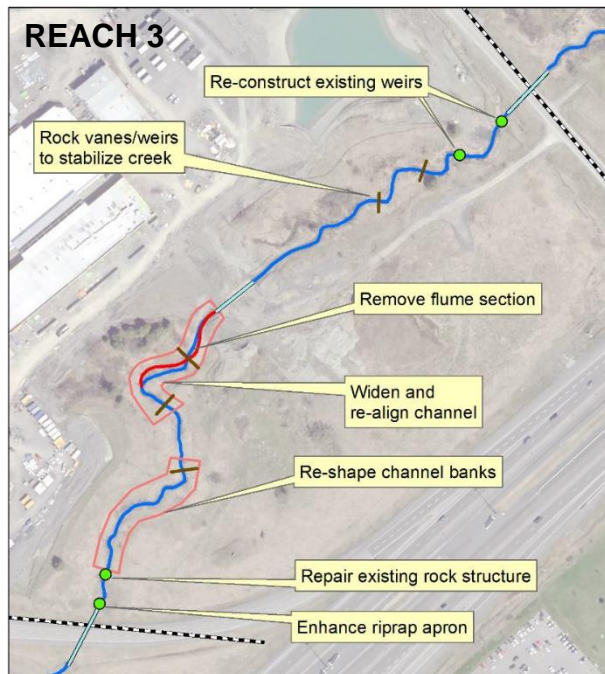 REACH 3
Re-construct existing weirs
Rock vanes/weirs
to stabilize creek
Remove flume section
Widen and
re-align channel
Re-shape channel banks
Repair existing rock structure
Enhance riprap apron